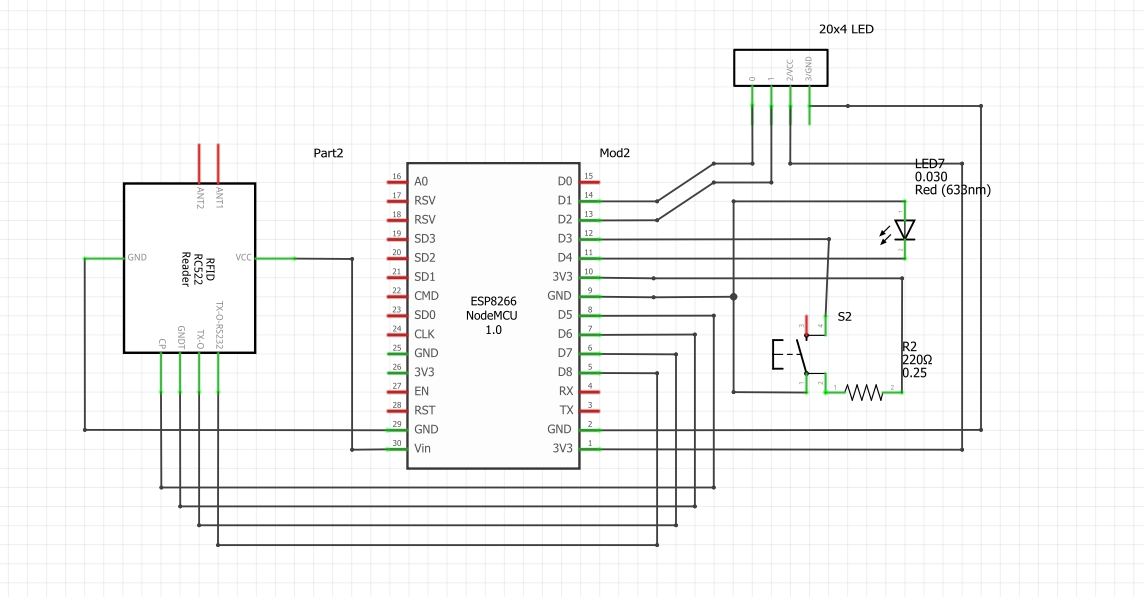 20x4 LED
0
1
2/VCC
3/GND
Part2
Mod2
LED7
0.030
Red (633nm)
1
2
ANT2
ANT1
GND
VCC
RFID
RC522
Reader
CP
GNDT
TX-O
TX-O-RS232
ESP8266
NodeMCU
1.0
16 A0
17 RSV
18 RSV
19 SD3
20 SD2
21 SD1
22 CMD
23 SD0
24 CLK
25 GND
26 3V3
27 EN
28 RST
29 GND
30 Vin
D0 15
D1 14
D2 13
D3 12
D4 11
3V3 10
GND 9
D5 8
D6 7
D7 6
D8 5
RX 4
TX 3
GND 2
3V3 1
S2
3
4
1
2
R2
220Ω
0.25
1
2